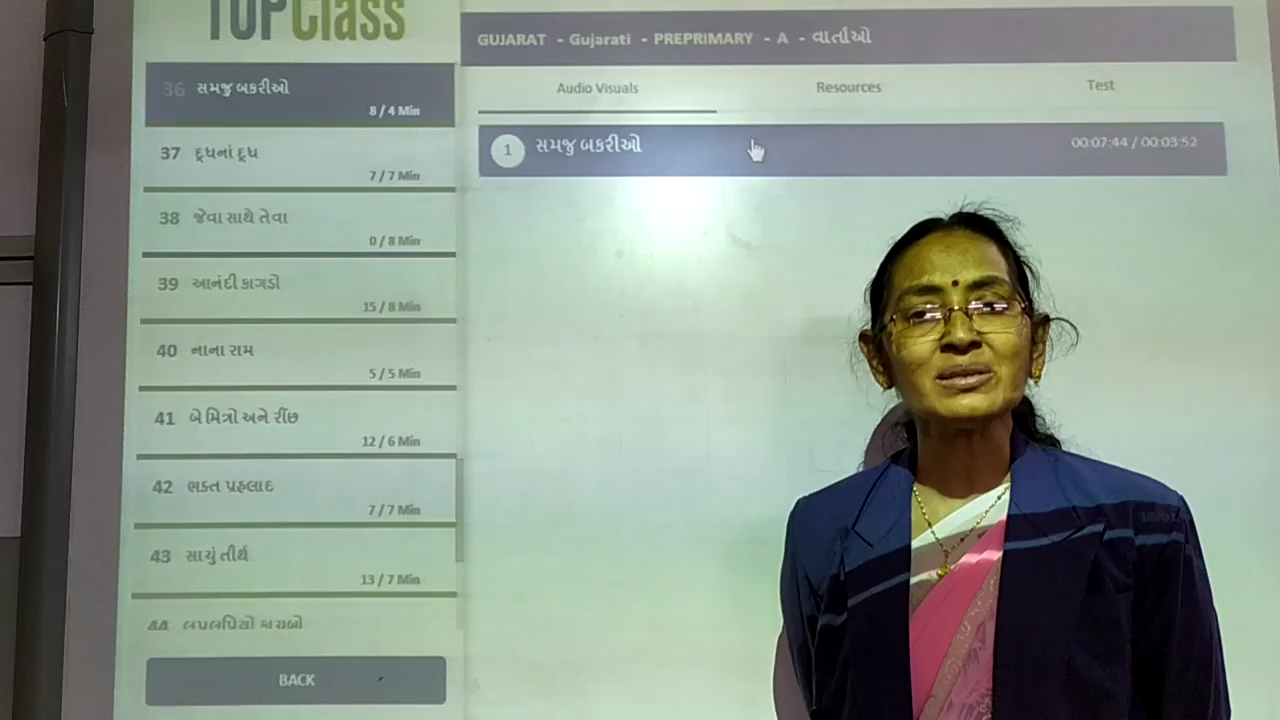 TOPClass
GUJARAT - Gujarati - PREPRIMARY - A - વાર્તાઓ
Audio Visuals Resources Test
1 સમજુ બકરીઓ 00:07:44 / 00:03:52
36 સમજુ બકરીઓ
8 / 4 Min
37 દૂધનાં દૂધ
7 / 7 Min
38 જેવા સાથે તેવા
0 / 8 Min
39 આનંદી કાગડો
15 / 8 Min
40 નાના રામ
5 / 5 Min
41 બે મિત્રો અને રીંછ
12 / 6 Min
42 ભક્ત પ્રહલાદ
7 / 7 Min
43 સાચું તીર્થ
13 / 7 Min
44
BACK